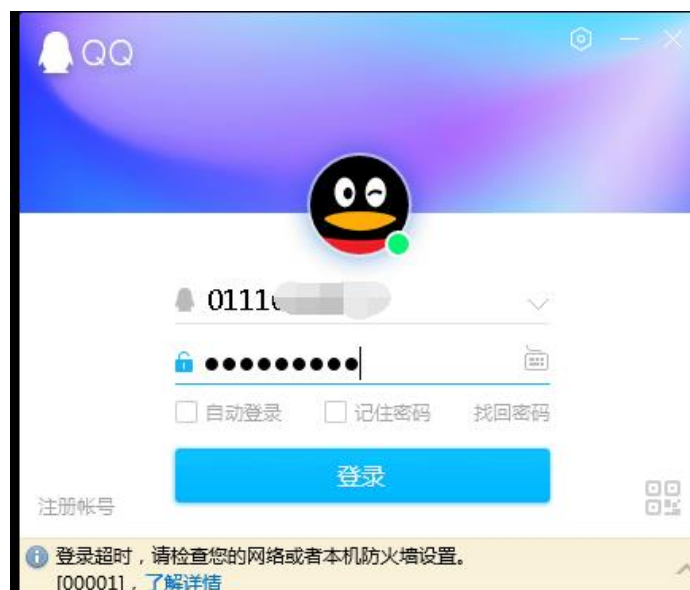 QQ
0111
自动登录 记住密码 找回密码
登录
注册帐号
登录超时，请检查您的网络或者本机防火墙设置。
[00001]，了解详情